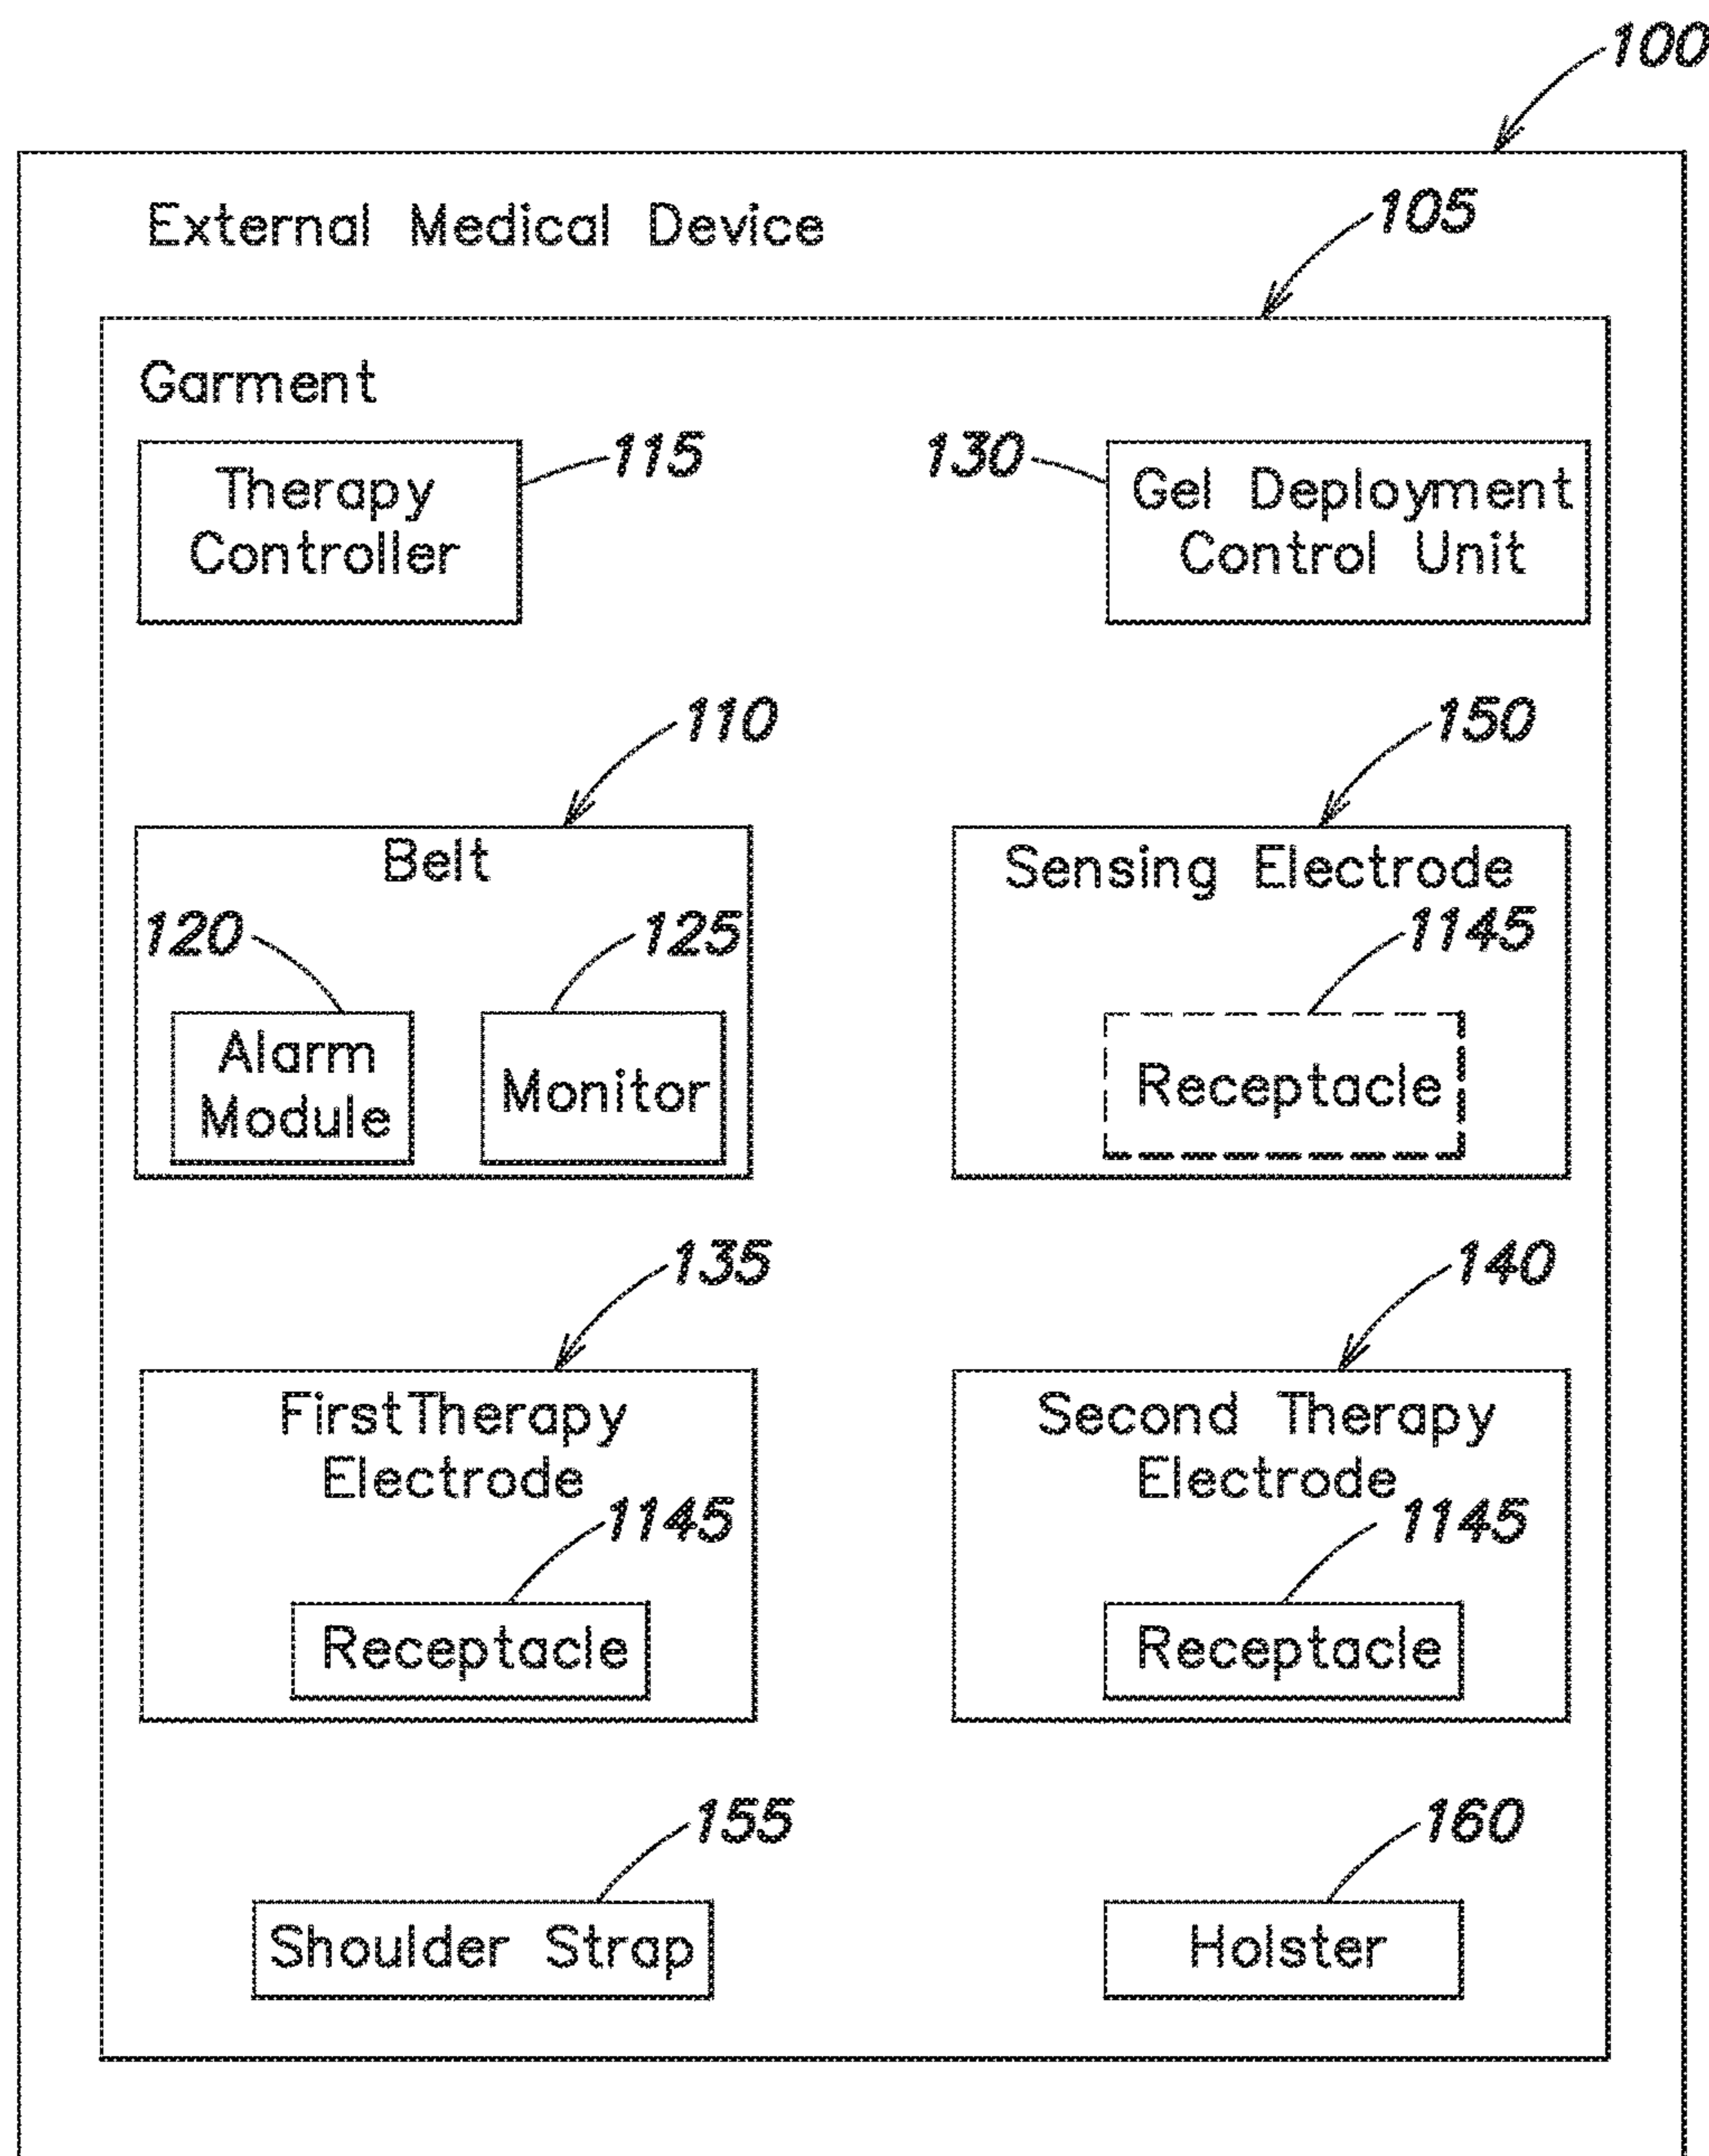 100
External Medical Device
105
Garment
Therapy
Controller
115
130
Gel Deployment
Control Unit
110
Belt
120
125
Alarm
Module
Monitor
150
Sensing Electrode
1145
Receptacle
135
FirstTherapy
Electrode
1145
Receptacle
140
Second Therapy
Electrode
1145
Receptacle
155
Shoulder Strap
160
Holster